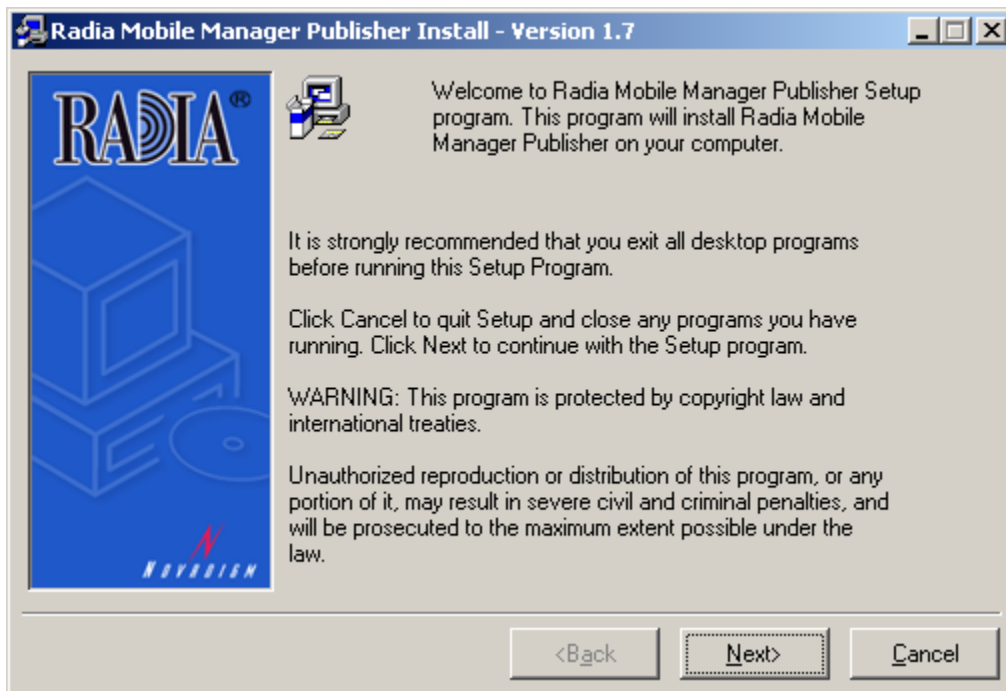 Radia Mobile Manager Publisher Install - Version 1.7
RADIA®
Welcome to Radia Mobile Manager Publisher Setup
program. This program will install Radia Mobile
Manager Publisher on your computer.
It is strongly recommended that you exit all desktop programs
before running this Setup Program.
Click Cancel to quit Setup and close any programs you have
running. Click Next to continue with the Setup program.
WARNING: This program is protected by copyright law and
international treaties.
Unauthorized reproduction or distribution of this program, or any
portion of it, may result in severe civil and criminal penalties, and
will be prosecuted to the maximum extent possible under the
law.
NOVADIGM
<Back
Next>
Cancel